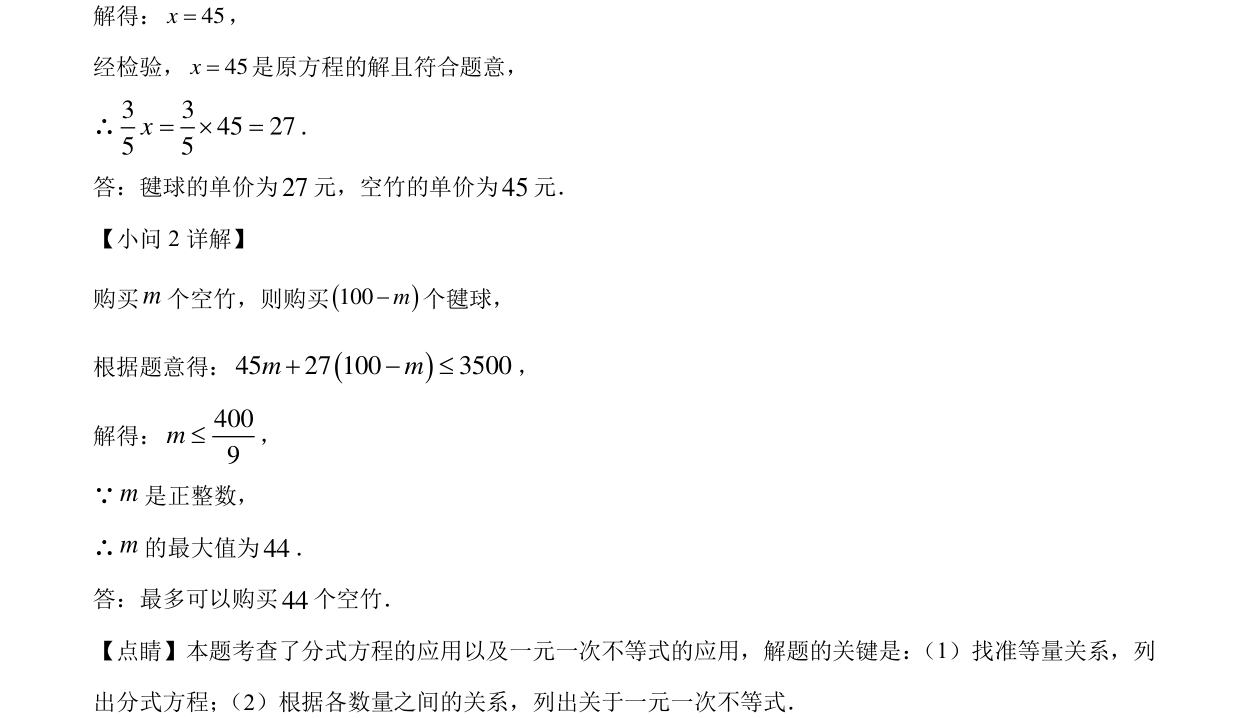 解得：x = 45，
经检验，x = 45是原方程的解且符合题意，
∴ 3/5 x = 3/5 × 45 = 27．
答：毽球的单价为27元，空竹的单价为45元．
【小问 2 详解】
购买m个空竹，则购买(100 − m)个毽球，
根据题意得：45m + 27(100 − m) ≤ 3500，
解得：m ≤ 400/9，
∵ m 是正整数，
∴ m 的最大值为44．
答：最多可以购买44个空竹．
【点睛】本题考查了分式方程的应用以及一元一次不等式的应用，解题的关键是：（1）找准等量关系，列
出分式方程；（2）根据各数量之间的关系，列出关于一元一次不等式．